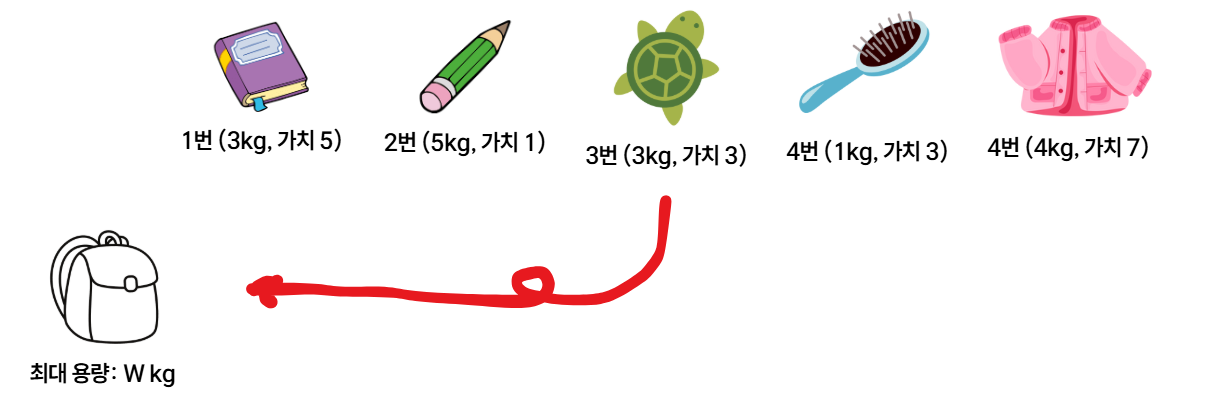 1번 (3kg, 가치 5)
2번 (5kg, 가치 1)
3번 (3kg, 가치 3)
4번 (1kg, 가치 3)
4번 (4kg, 가치 7)
최대 용량: W kg